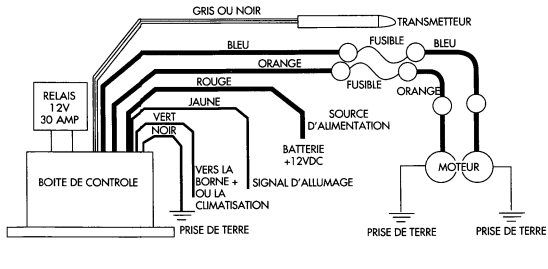 GRIS OU NOIR
TRANSMETTEUR
BLEU
FUSIBLE
BLEU
ORANGE
FUSIBLE
ORANGE
RELAIS
12V
30 AMP
ROUGE
JAUNE
SOURCE
D'ALIMENTATION
VERT
NOIR
BATTERIE
+12VDC
BOITE DE CONTROLE
VERS LA
BORNE +
OU LA
CLIMATISATION
SIGNAL D'ALLUMAGE
MOTEUR
PRISE DE TERRE
PRISE DE TERRE
PRISE DE TERRE